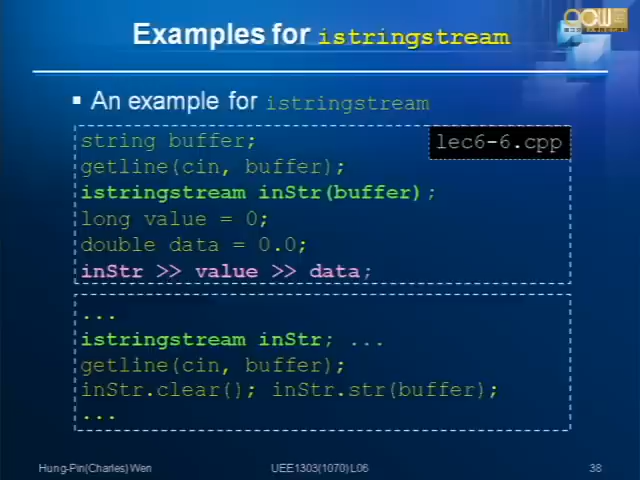 Examples for istringstream
▪ An example for istringstream
lec6-6.cpp
string buffer;
getline(cin, buffer);
istringstream inStr(buffer);
long value = 0;
double data = 0.0;
inStr >> value >> data;
...
istringstream inStr; ...
getline(cin, buffer);
inStr.clear(); inStr.str(buffer);
...
Hung-Pin(Charles) Wen
UEE1303(1070) L06
38